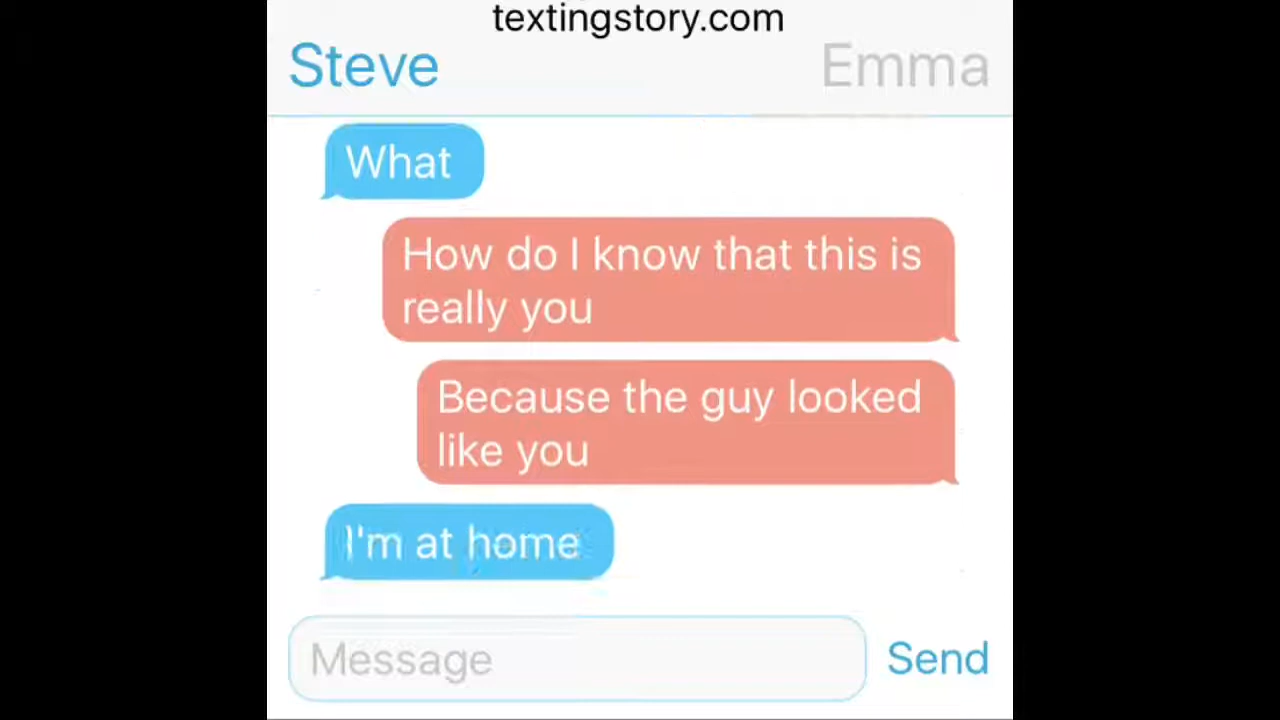 textingstory.com
Steve Emma
What
How do I know that this is
really you
Because the guy looked
like you
I'm at home
Message Send